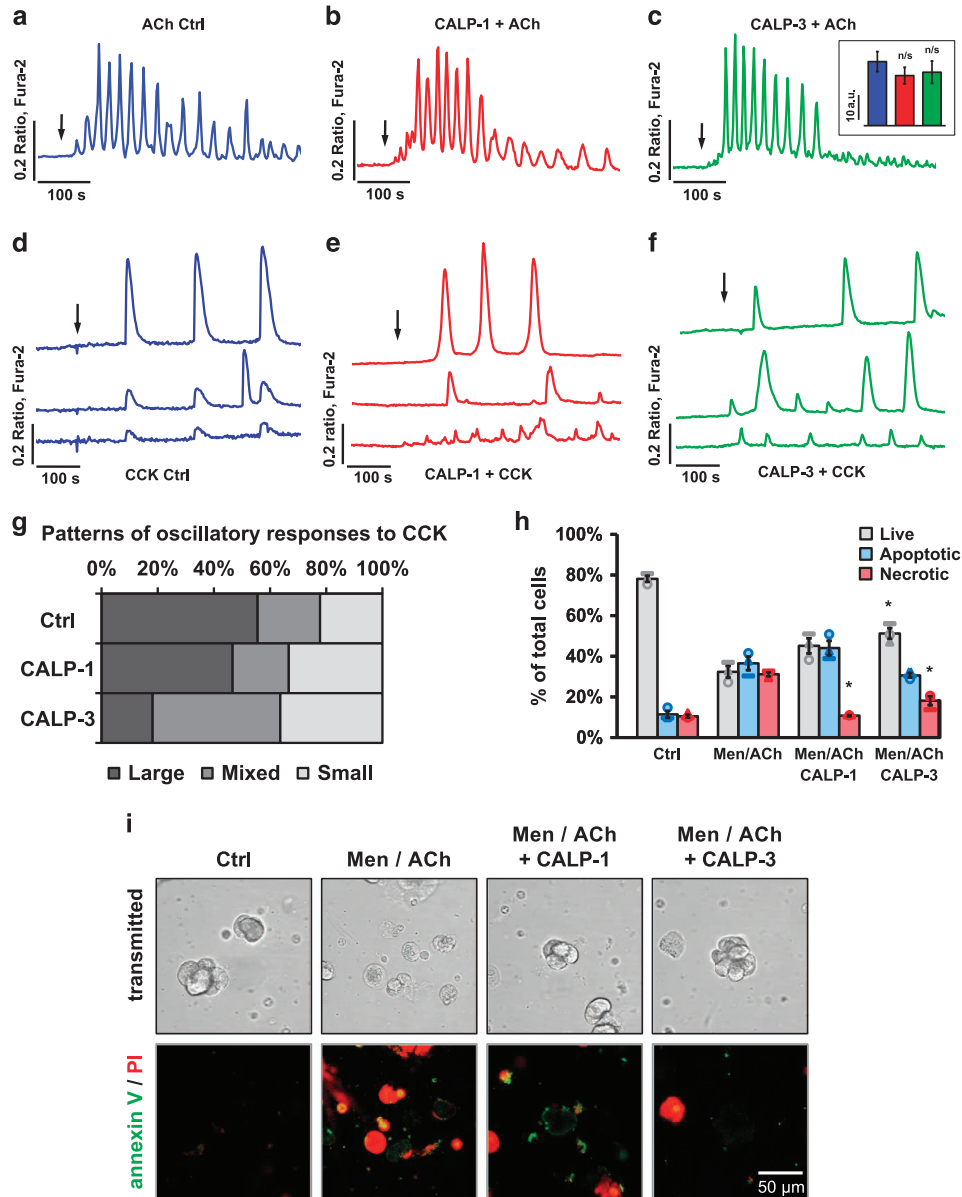 a
ACh Ctrl
0.2 Ratio, Fura-2
100 s
b
CALP-1 + ACh
0.2 Ratio, Fura-2
100 s
c
CALP-3 + ACh
0.2 Ratio, Fura-2
100 s
10 a.u.
n/s
n/s
d
0.2 Ratio, Fura-2
100 s
CCK Ctrl
e
0.2 ratio, Fura-2
100 s
CALP-1 + CCK
f
0.2 Ratio, Fura-2
100 s
CALP-3 + CCK
g
Patterns of oscillatory responses to CCK
0% 20% 40% 60% 80% 100%
Ctrl
CALP-1
CALP-3
Large Mixed Small
h
% of total cells
100%
80%
60%
40%
20%
0%
Live
Apoptotic
Necrotic
*
*
*
Ctrl
Men/ACh
Men/ACh
CALP-1
Men/ACh
CALP-3
i
Ctrl
Men / ACh
Men / ACh
+ CALP-1
Men / ACh
+ CALP-3
transmitted
annexin V / PI
50 µm